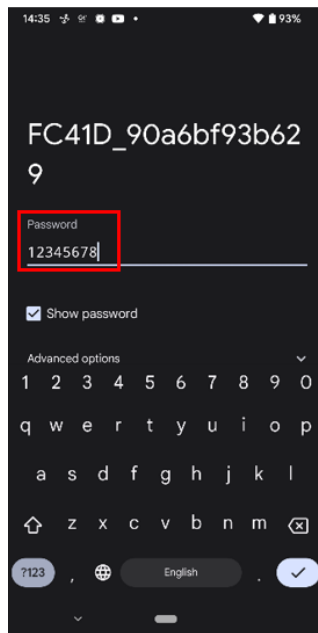 14:35 93%
FC41D_90a6bf93b62
9
Password
12345678
Show password
Advanced options
1 2 3 4 5 6 7 8 9 0
q w e r t y u i o p
a s d f g h j k l
z x c v b n m
?123 , English .